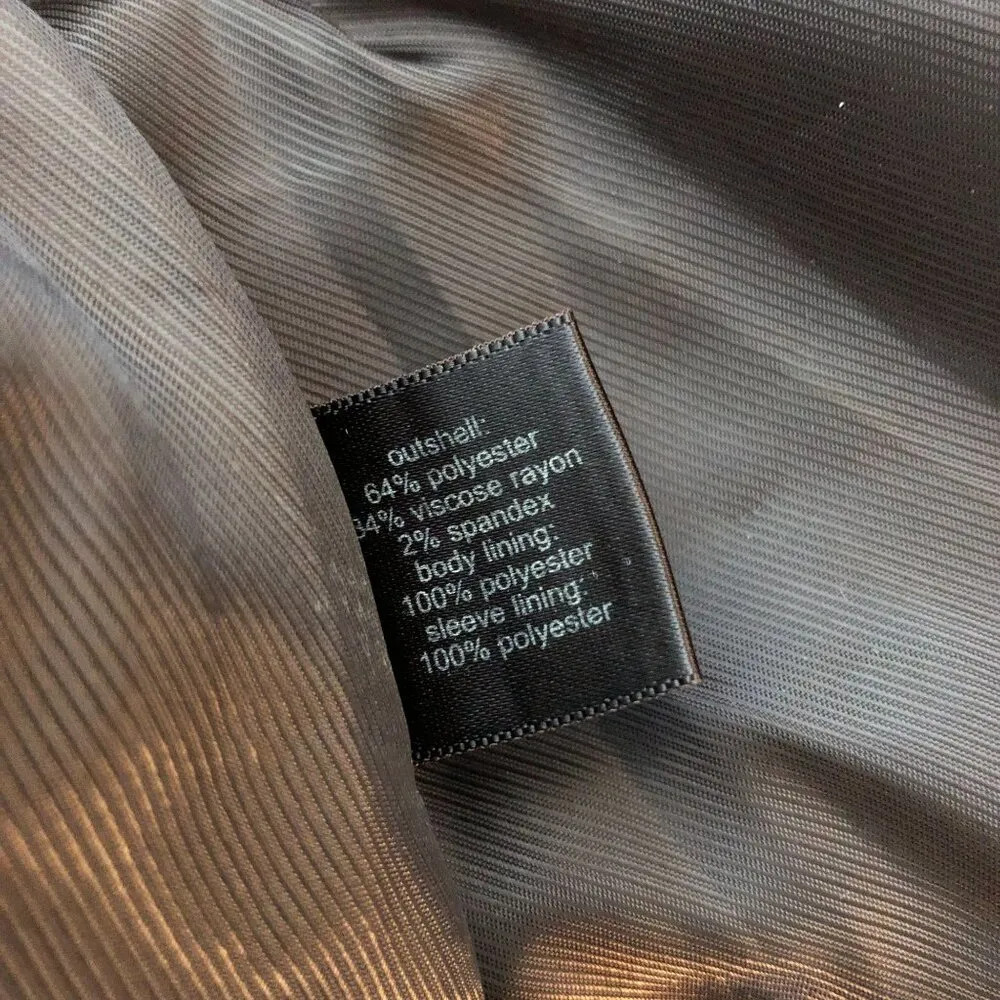 outshell:
64% polyester
34% viscose rayon
2% spandex
body lining:
100% polyester
sleeve lining:
100% polyester